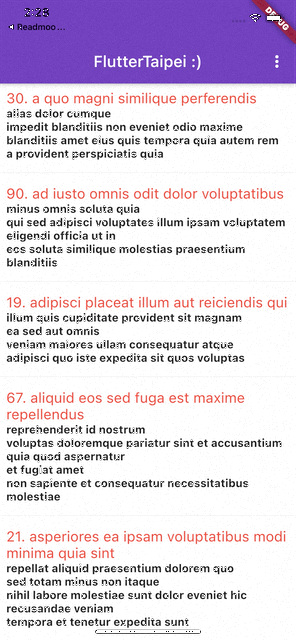 2:28
DEBUG
Readmoo ...
FlutterTaipei :)
30. a quo magni similique perferendis
alias dolor cumque
impedit blanditiis non eveniet odio maxime
blanditiis amet eius quis tempora quia autem rem
a provident perspiciatis quia
90. ad iusto omnis odit dolor voluptatibus
minus omnis soluta quia
qui sed adipisci voluptates illum ipsam voluptatem
eligendi officia ut in
eos soluta similique molestias praesentium
blanditiis
19. adipisci placeat illum aut reiciendis qui
illum quis cupiditate provident sit magnam
ea sed aut omnis
veniam maiores ullam consequatur atque
adipisci quo iste expedita sit quos voluptas
67. aliquid eos sed fuga est maxime
repellendus
reprehenderit id nostrum
voluptas doloremque pariatur sint et accusantium
quia quod aspernatur
et fugiat amet
non sapiente et consequatur necessitatibus
molestiae
21. asperiores ea ipsam voluptatibus modi
minima quia sint
repellat aliquid praesentium dolorem quo
sed totam minus non itaque
nihil labore molestiae sunt dolor eveniet hic
recusandae veniam
tempora et tenetur expedita sunt